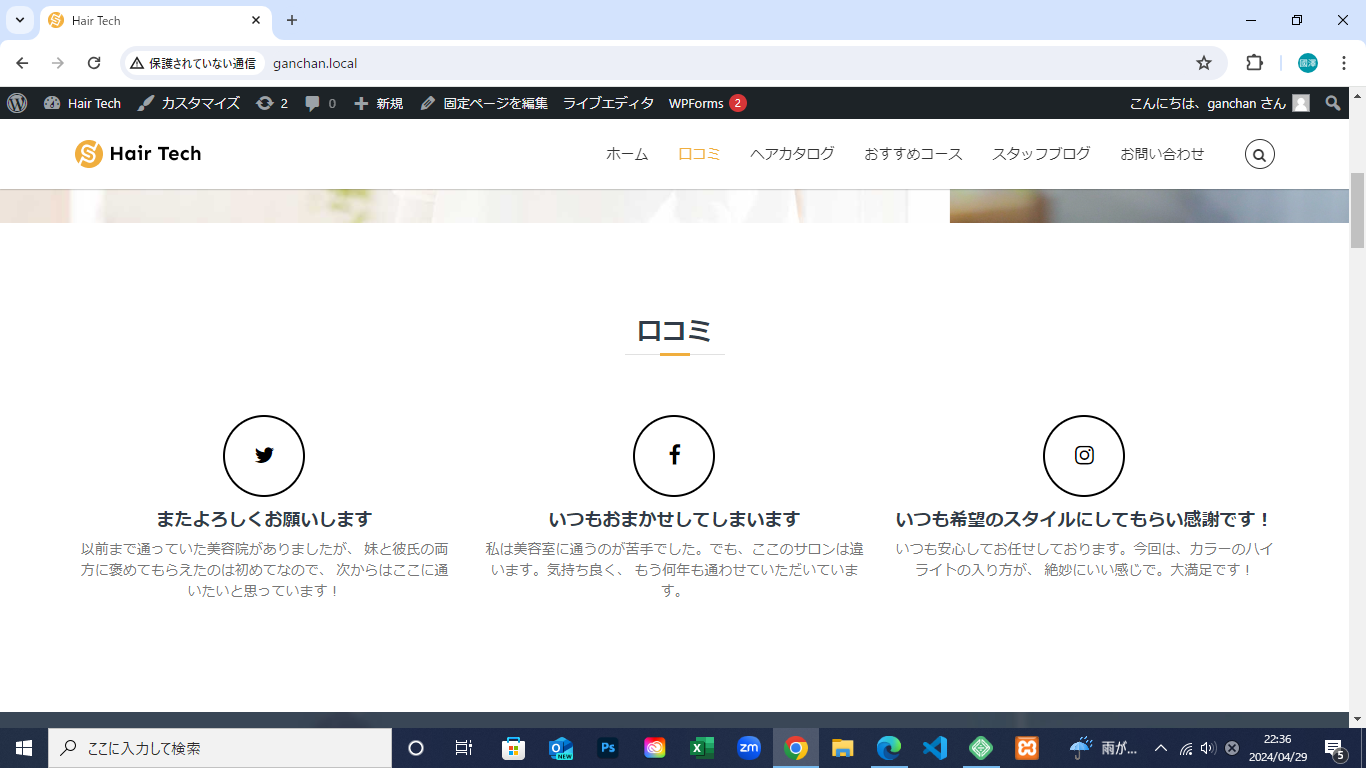 Hair Tech
保護されていない通信 ganchan.local
Hair Tech カスタマイズ 2 0 新規 固定ページを編集 ライブエディタ WPForms 2 こんにちは、ganchan さん
Hair Tech ホーム 口コミ ヘアカタログ おすすめコース スタッフブログ お問い合わせ
口コミ
またよろしくお願いします
以前まで通っていた美容院がありましたが、 妹と彼氏の両
方に褒めてもらえたのは初めてなので、 次からはここに通
いたいと思っています！
いつもおまかせしてしまいます
私は美容室に通うのが苦手でした。でも、ここのサロンは違
います。気持ち良く、 もう何年も通わせていただいていま
す。
いつも希望のスタイルにしてもらい感謝です！
いつも安心してお任せしております。今回は、カラーのハイ
ライトの入り方が、 絶妙にいい感じで。大満足です！
ここに入力して検索
NEW
Ps
zm
雨が...
22:36
2024/04/29
5